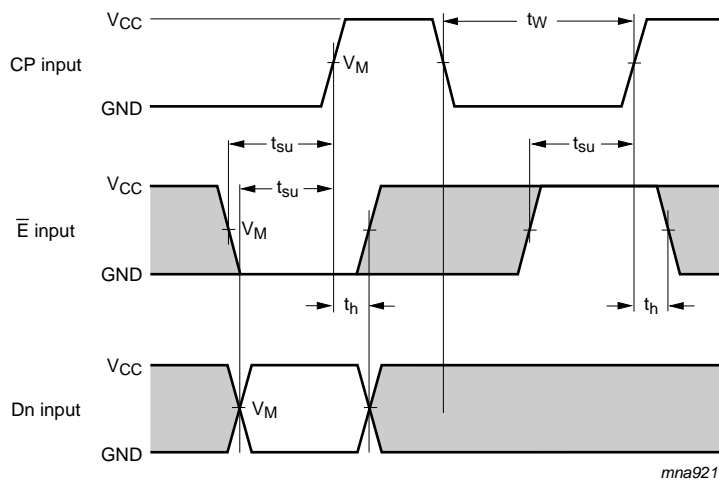 VCC
tW
CP input
VM
GND
tsu
tsu
VCC
tsu
E̅ input
VM
GND
th
th
VCC
Dn input
VM
GND
mna921